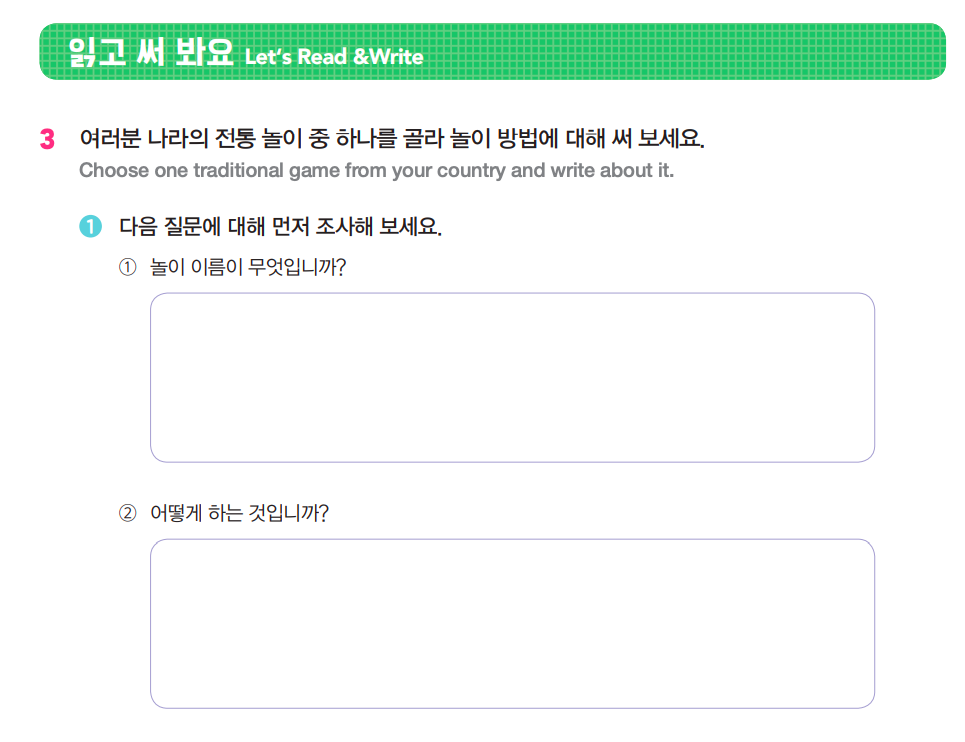 읽고 써 봐요 Let's Read &Write
3 여러분 나라의 전통 놀이 중 하나를 골라 놀이 방법에 대해 써 보세요.
Choose one traditional game from your country and write about it.
1 다음 질문에 대해 먼저 조사해 보세요.
① 놀이 이름이 무엇입니까?
② 어떻게 하는 것입니까?